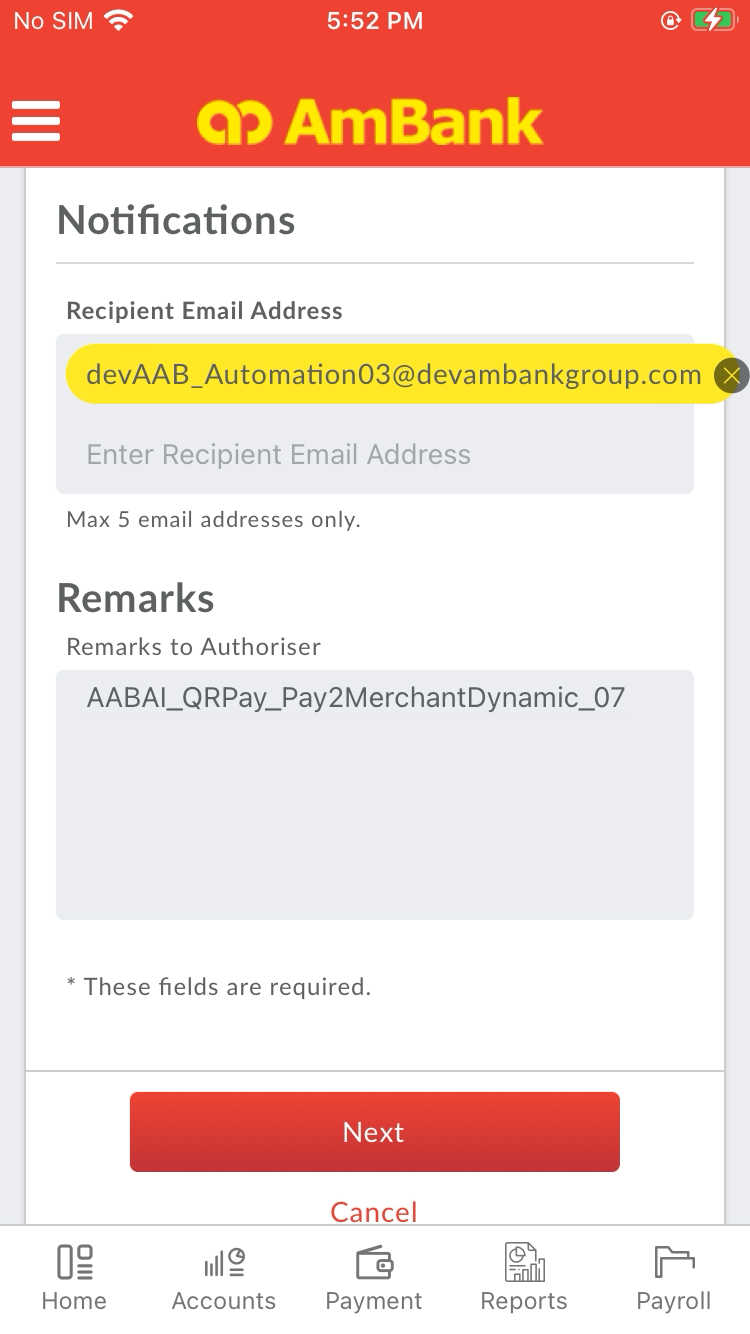 No SIM 5:52 PM
AmBank
Notifications
Recipient Email Address
devAAB_Automation03@devambankgroup.com
Enter Recipient Email Address
Max 5 email addresses only.
Remarks
Remarks to Authoriser
AABAI_QRPay_Pay2MerchantDynamic_07
* These fields are required.
Next
Cancel
Home Accounts Payment Reports Payroll